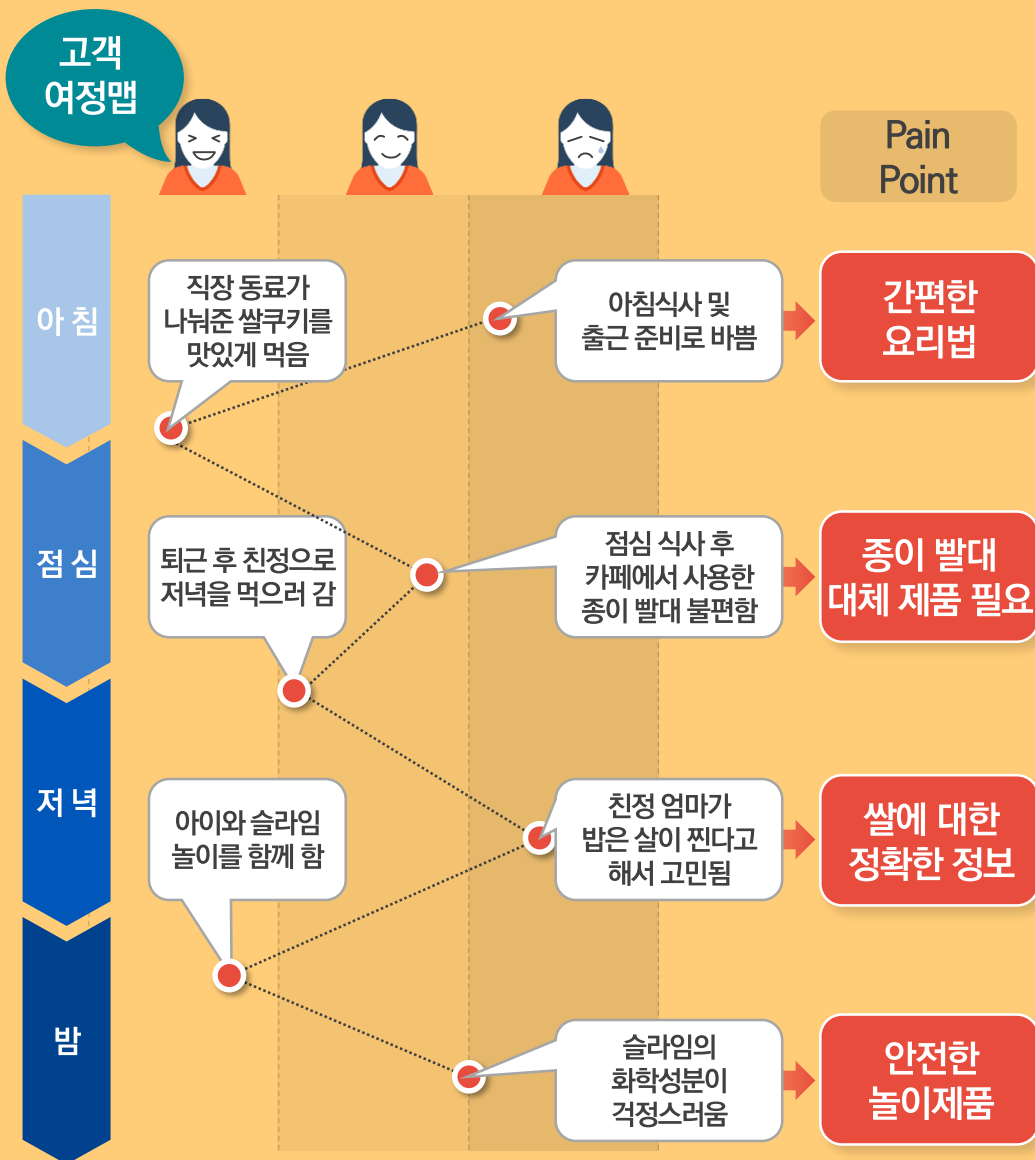 고객
여정맵
Pain
Point
아침
직장 동료가
나눠준 쌀쿠키를
맛있게 먹음
아침식사 및
출근 준비로 바쁨
간편한
요리법
점심
퇴근 후 친정으로
저녁을 먹으러 감
점심 식사 후
카페에서 사용한
종이 빨대 불편함
종이 빨대
대체 제품 필요
저녁
아이와 슬라임
놀이를 함께 함
친정 엄마가
밥은 살이 찐다고
해서 고민됨
쌀에 대한
정확한 정보
밤
슬라임의
화학성분이
걱정스러움
안전한
놀이제품